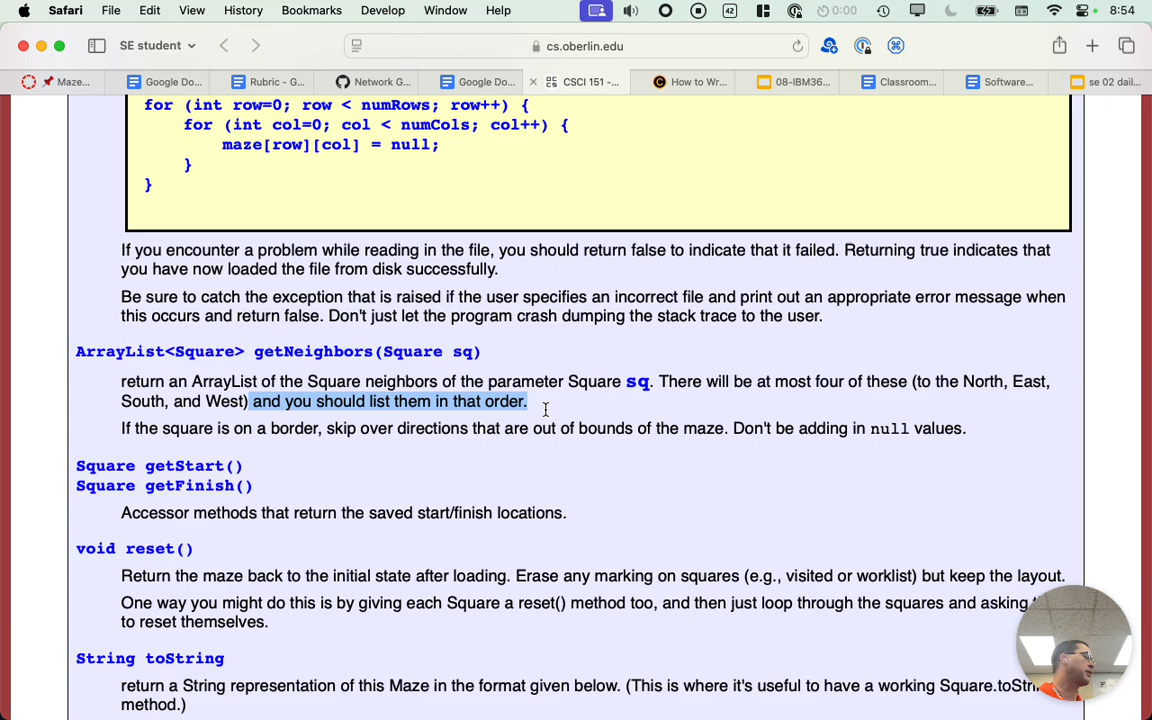 Safari File Edit View History Bookmarks Develop Window Help 42 0:00 8:54
SE student cs.oberlin.edu
Maze... Google Do... Rubric - G... Network G... Google Do... CSCI 151 -... How to Wr... 08-IBM36... Classroom... Software... se 02 dail...
for (int row=0; row < numRows; row++) {
for (int col=0; col < numCols; col++) {
maze[row][col] = null;
}
}
If you encounter a problem while reading in the file, you should return false to indicate that it failed. Returning true indicates that
you have now loaded the file from disk successfully.
Be sure to catch the exception that is raised if the user specifies an incorrect file and print out an appropriate error message when
this occurs and return false. Don't just let the program crash dumping the stack trace to the user.
ArrayList<Square> getNeighbors(Square sq)
return an ArrayList of the Square neighbors of the parameter Square sq. There will be at most four of these (to the North, East,
South, and West) and you should list them in that order.
If the square is on a border, skip over directions that are out of bounds of the maze. Don't be adding in null values.
Square getStart()
Square getFinish()
Accessor methods that return the saved start/finish locations.
void reset()
Return the maze back to the initial state after loading. Erase any marking on squares (e.g., visited or worklist) but keep the layout.
One way you might do this is by giving each Square a reset() method too, and then just loop through the squares and asking
to reset themselves.
String toString
return a String representation of this Maze in the format given below. (This is where it's useful to have a working Square.toStri
method.)